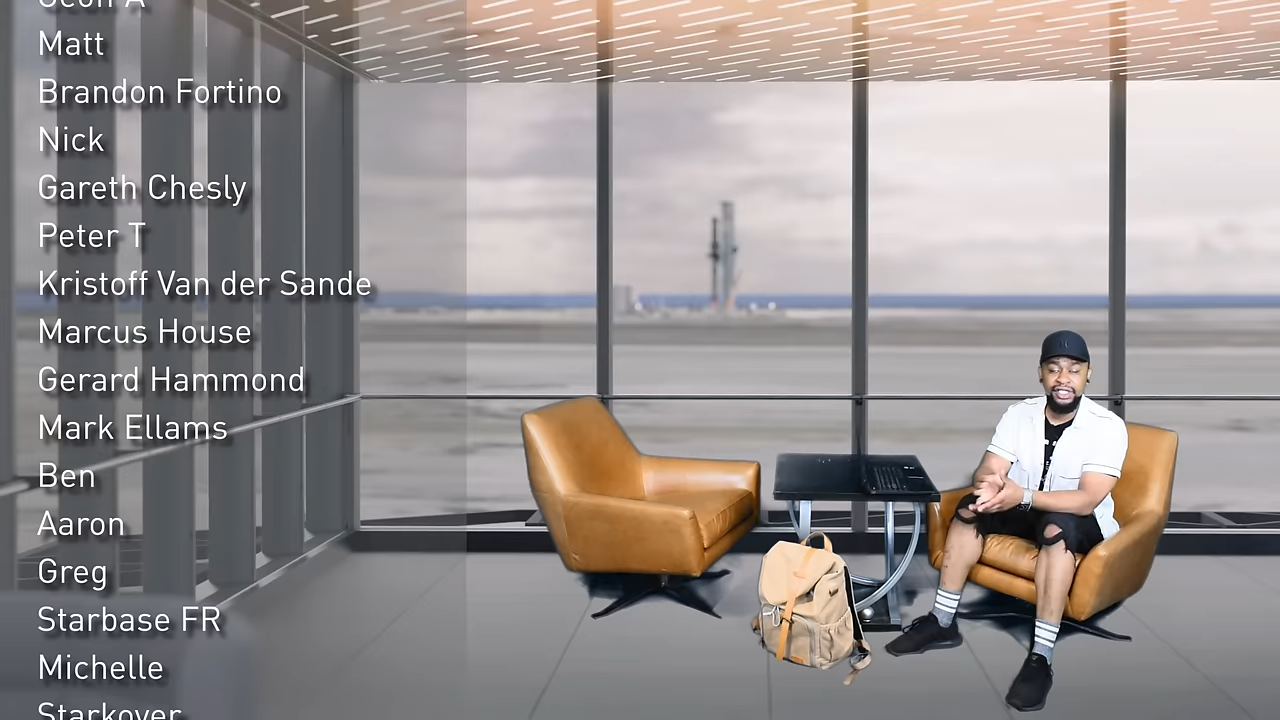 Matt
Brandon Fortino
Nick
Gareth Chesly
Peter T
Kristoff Van der Sande
Marcus House
Gerard Hammond
Mark Ellams
Ben
Aaron
Greg
Starbase FR
Michelle
Starkover